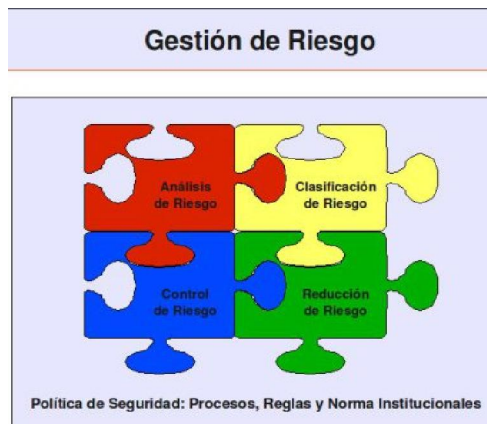 Gestión de Riesgo
Análisis
de Riesgo
Clasificación
de Riesgo
Control
de Riesgo
Reducción
de Riesgo
Política de Seguridad: Procesos, Reglas y Norma Institucionales